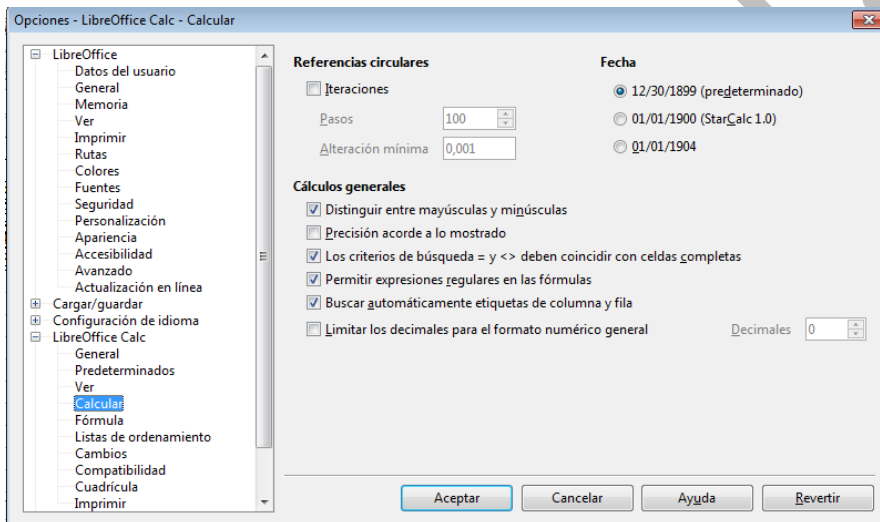 Opciones - LibreOffice Calc - Calcular
LibreOffice
Datos del usuario
General
Memoria
Ver
Imprimir
Rutas
Colores
Fuentes
Seguridad
Personalización
Apariencia
Accesibilidad
Avanzado
Actualización en línea
Cargar/guardar
Configuración de idioma
LibreOffice Calc
General
Predeterminados
Ver
Calcular
Fórmula
Listas de ordenamiento
Cambios
Compatibilidad
Cuadrícula
Imprimir
Referencias circulares
Iteraciones
Pasos 100
Alteración mínima 0,001
Fecha
12/30/1899 (predeterminado)
01/01/1900 (StarCalc 1.0)
01/01/1904
Cálculos generales
Distinguir entre mayúsculas y minúsculas
Precisión acorde a lo mostrado
Los criterios de búsqueda = y <> deben coincidir con celdas completas
Permitir expresiones regulares en las fórmulas
Buscar automáticamente etiquetas de columna y fila
Limitar los decimales para el formato numérico general Decimales 0
Aceptar Cancelar Ayuda Revertir